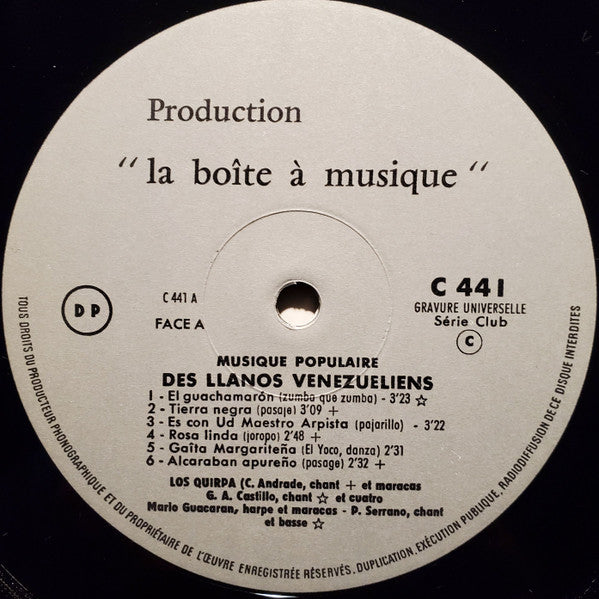 Production
“ la boîte à musique “
D P
C 441 A
FACE A
C 441
GRAVURE UNIVERSELLE
Série Club
C
MUSIQUE POPULAIRE
DES LLANOS VENEZUELIENS
1 - El guachamarón (zumba que zumba) - 3'23 ☆
2 - Tierra negra (pasaje) 3'09 +
3 - Es con Ud Maestro Arpista (pajarillo) - 3'22
4 - Rosa linda (joropo) 2'48 +
5 - Gaîta Margariteña (El Yoco, danza) 2'31
6 - Alcaraban apureño (pasage) 2'32 +
LOS QUIRPA (C. Andrade, chant + et maracas
G. A. Castillo, chant ☆ et cuatro
Mario Guacaran, harpe et maracas - P. Serrano, chant
et basse ☆
TOUS DROITS DU PRODUCTEUR PHONOGRAPHIQUE ET DU PROPRIÉTAIRE DE L'ŒUVRE ENREGISTRÉE RÉSERVÉS. DUPLICATION, EXÉCUTION PUBLIQUE, RADIODIFFUSION DE CE DISQUE INTERDITES